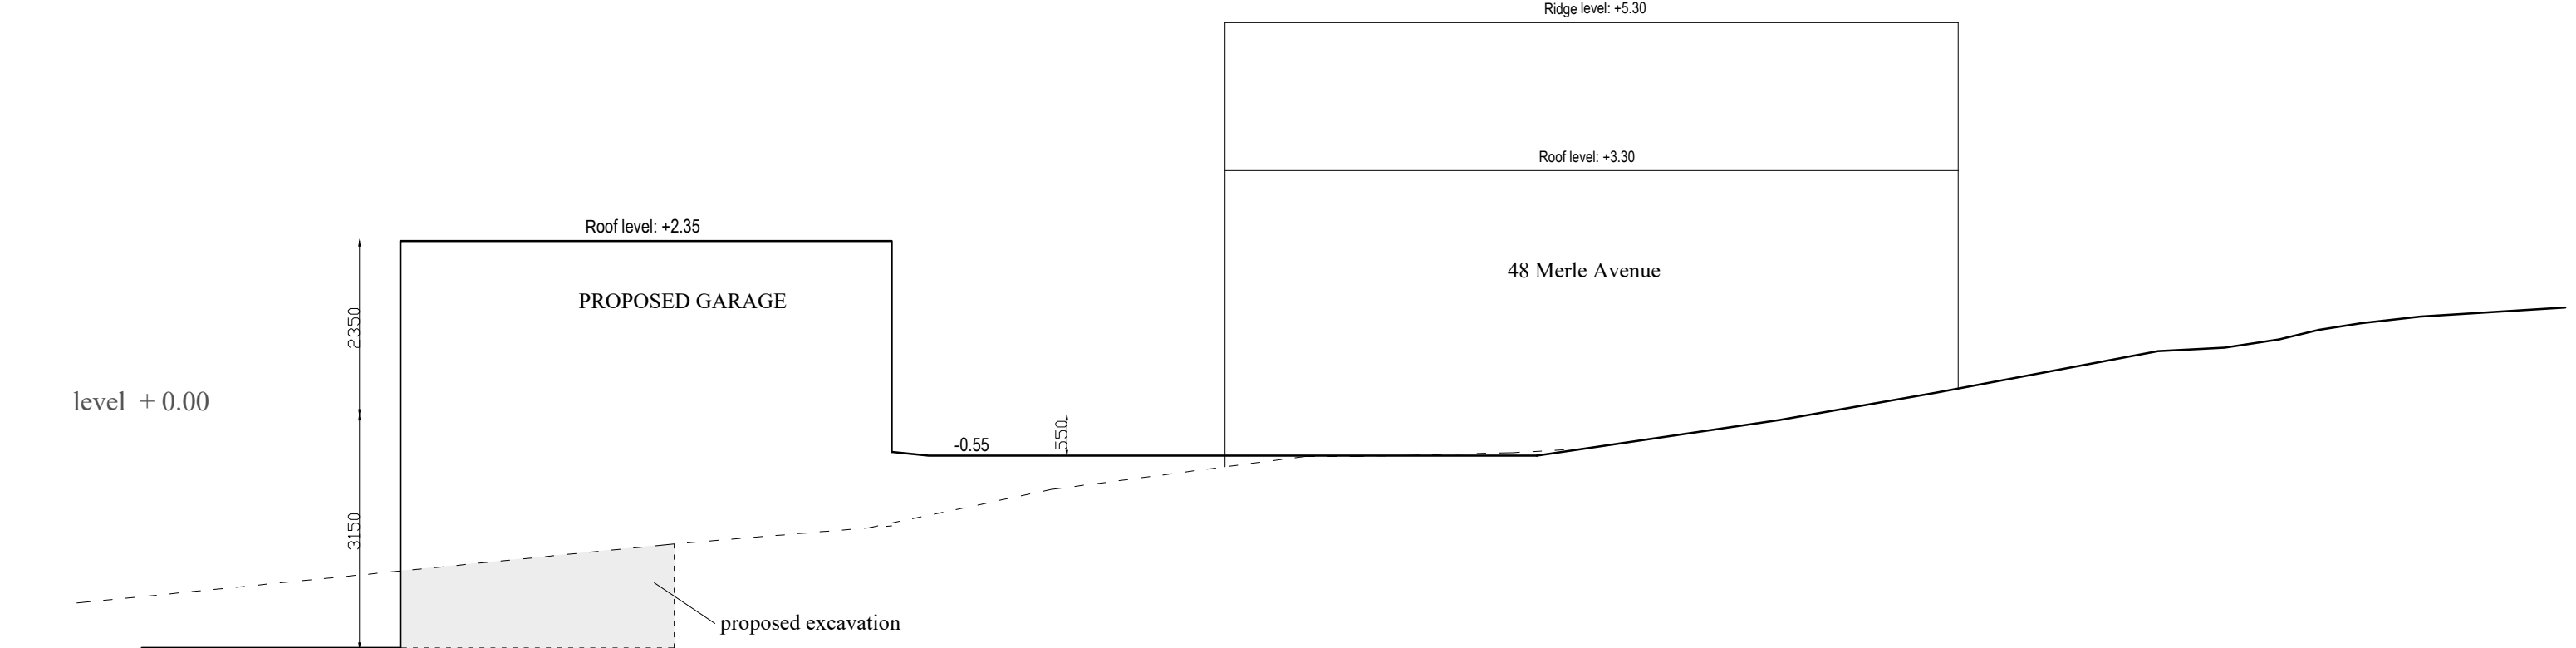 Ridge level: +5.30
Roof level: +3.30
Roof level: +2.35
48 Merle Avenue
PROPOSED GARAGE
2350
level + 0.00
550
-0.55
3150
proposed excavation